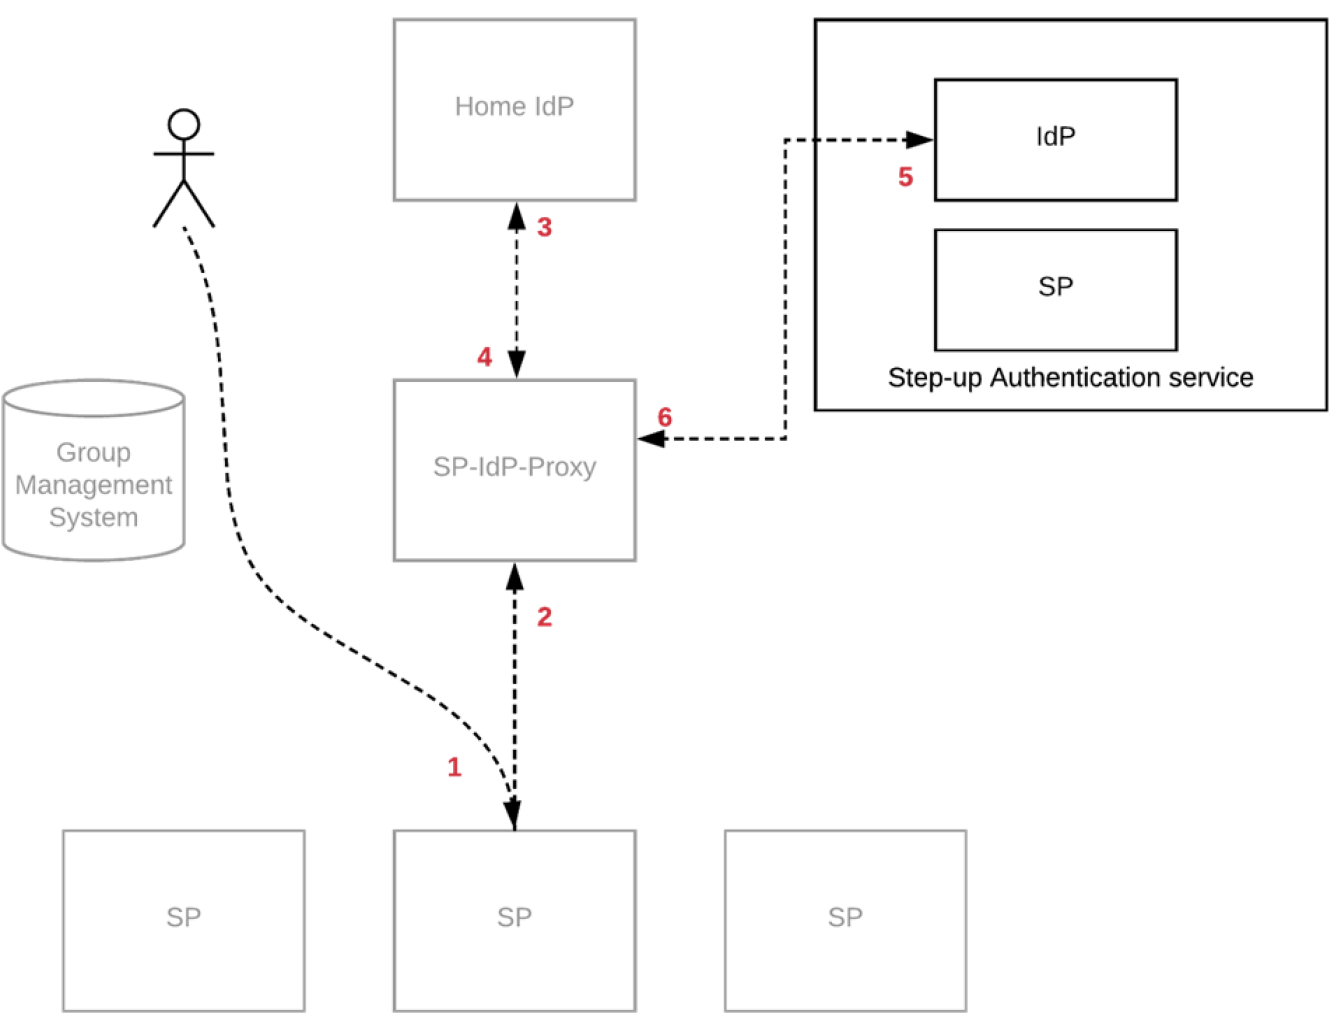 Home IdP
IdP
5
3
SP
4
Step-up Authentication service
6
Group
Management
System
SP-IdP-Proxy
2
1
SP
SP
SP